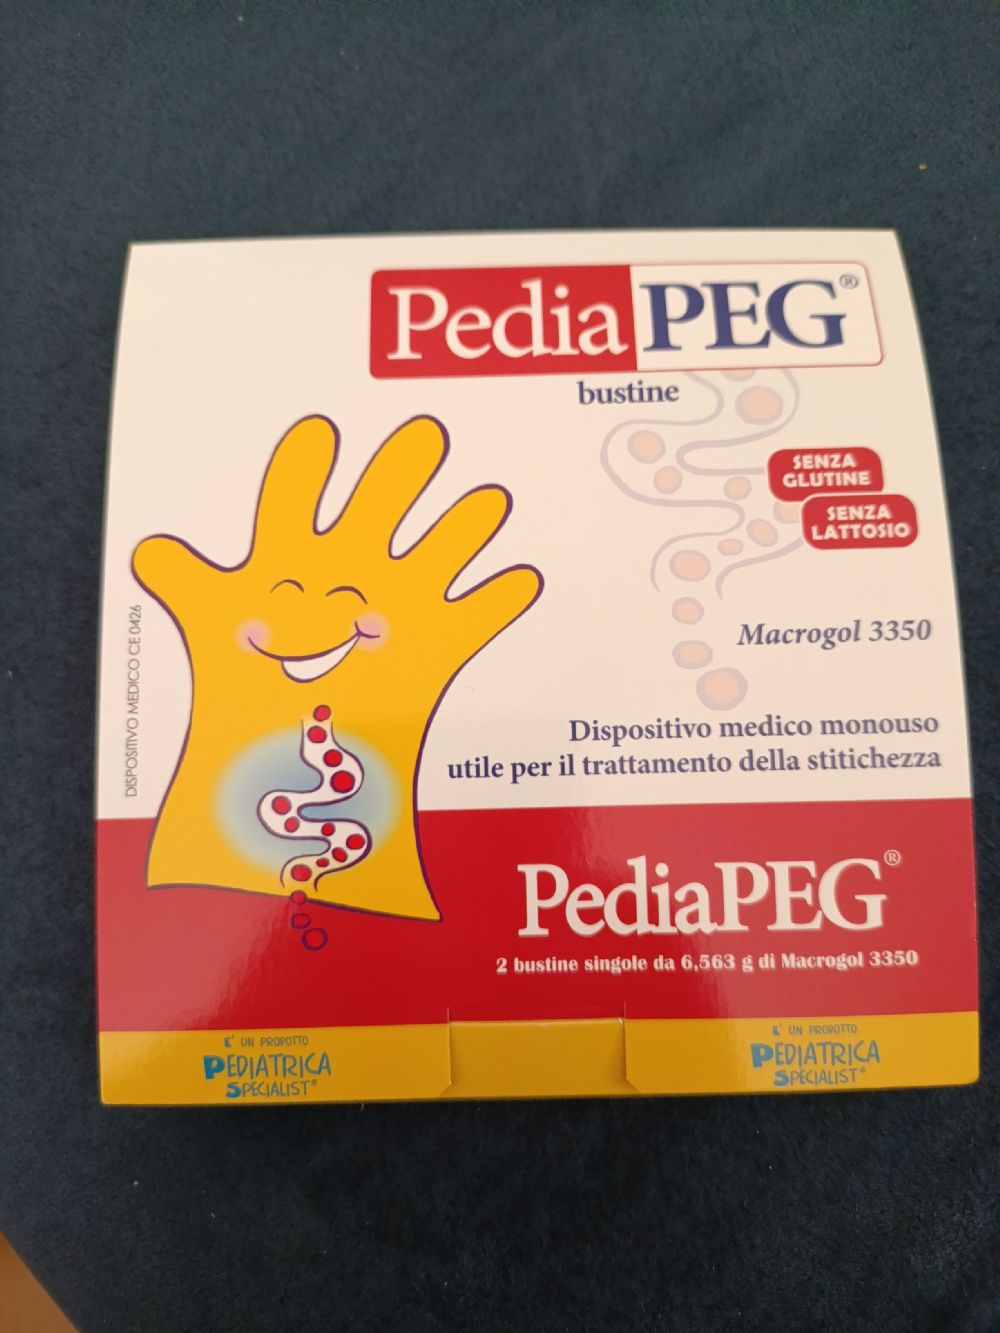 PediaPEG®
bustine
SENZA
GLUTINE
SENZA
LATTOSIO
Macrogol 3350
Dispositivo medico monouso
utile per il trattamento della stitichezza
DISPOSITIVO MEDICO CE 0426
PediaPEG®
2 bustine singole da 6,563 g di Macrogol 3350
E' UN PRODOTTO
PEDIATRICA
SPECIALIST®
E' UN PRODOTTO
PEDIATRICA
SPECIALIST®